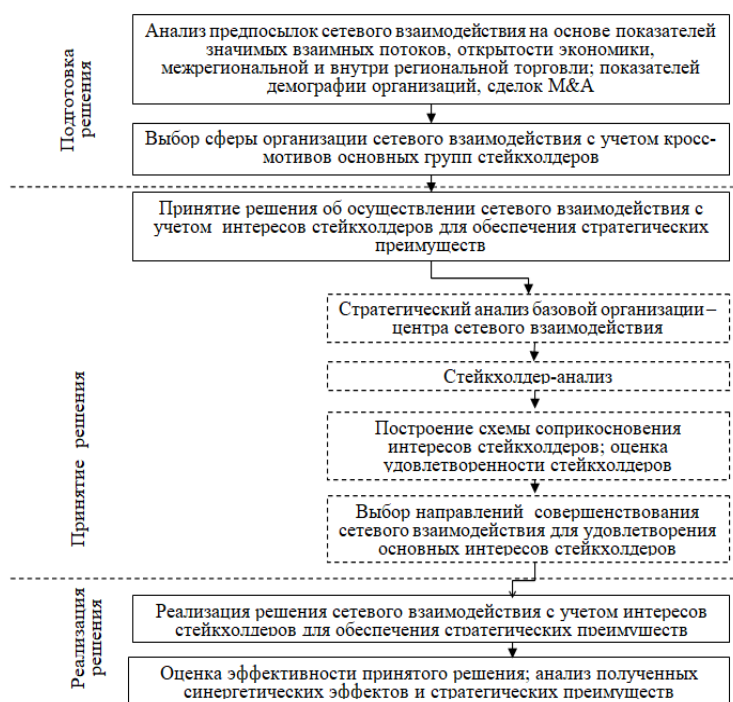 Подготовка
решения
Анализ предпосылок сетевого взаимодействия на основе показателей
значимых взаимных потоков, открытости экономики,
межрегиональной и внутри региональной торговли; показателей
демографии организаций, сделок M&A
Выбор сферы организации сетевого взаимодействия с учетом кросс-
мотивов основных групп стейкхолдеров
Принятие решения
Принятие решения об осуществлении сетевого взаимодействия с
учетом интересов стейкхолдеров для обеспечения стратегических
преимуществ
Стратегический анализ базовой организации –
центра сетевого взаимодействия
Стейкхолдер-анализ
Построение схемы соприкосновения
интересов стейкхолдеров; оценка
удовлетворенности стейкхолдеров
Выбор направлений совершенствования
сетевого взаимодействия для удовлетворения
основных интересов стейкхолдеров
Реализация
решения
Реализация решения сетевого взаимодействия с учетом интересов
стейкхолдеров для обеспечения стратегических преимуществ
Оценка эффективности принятого решения; анализ полученных
синергетических эффектов и стратегических преимуществ